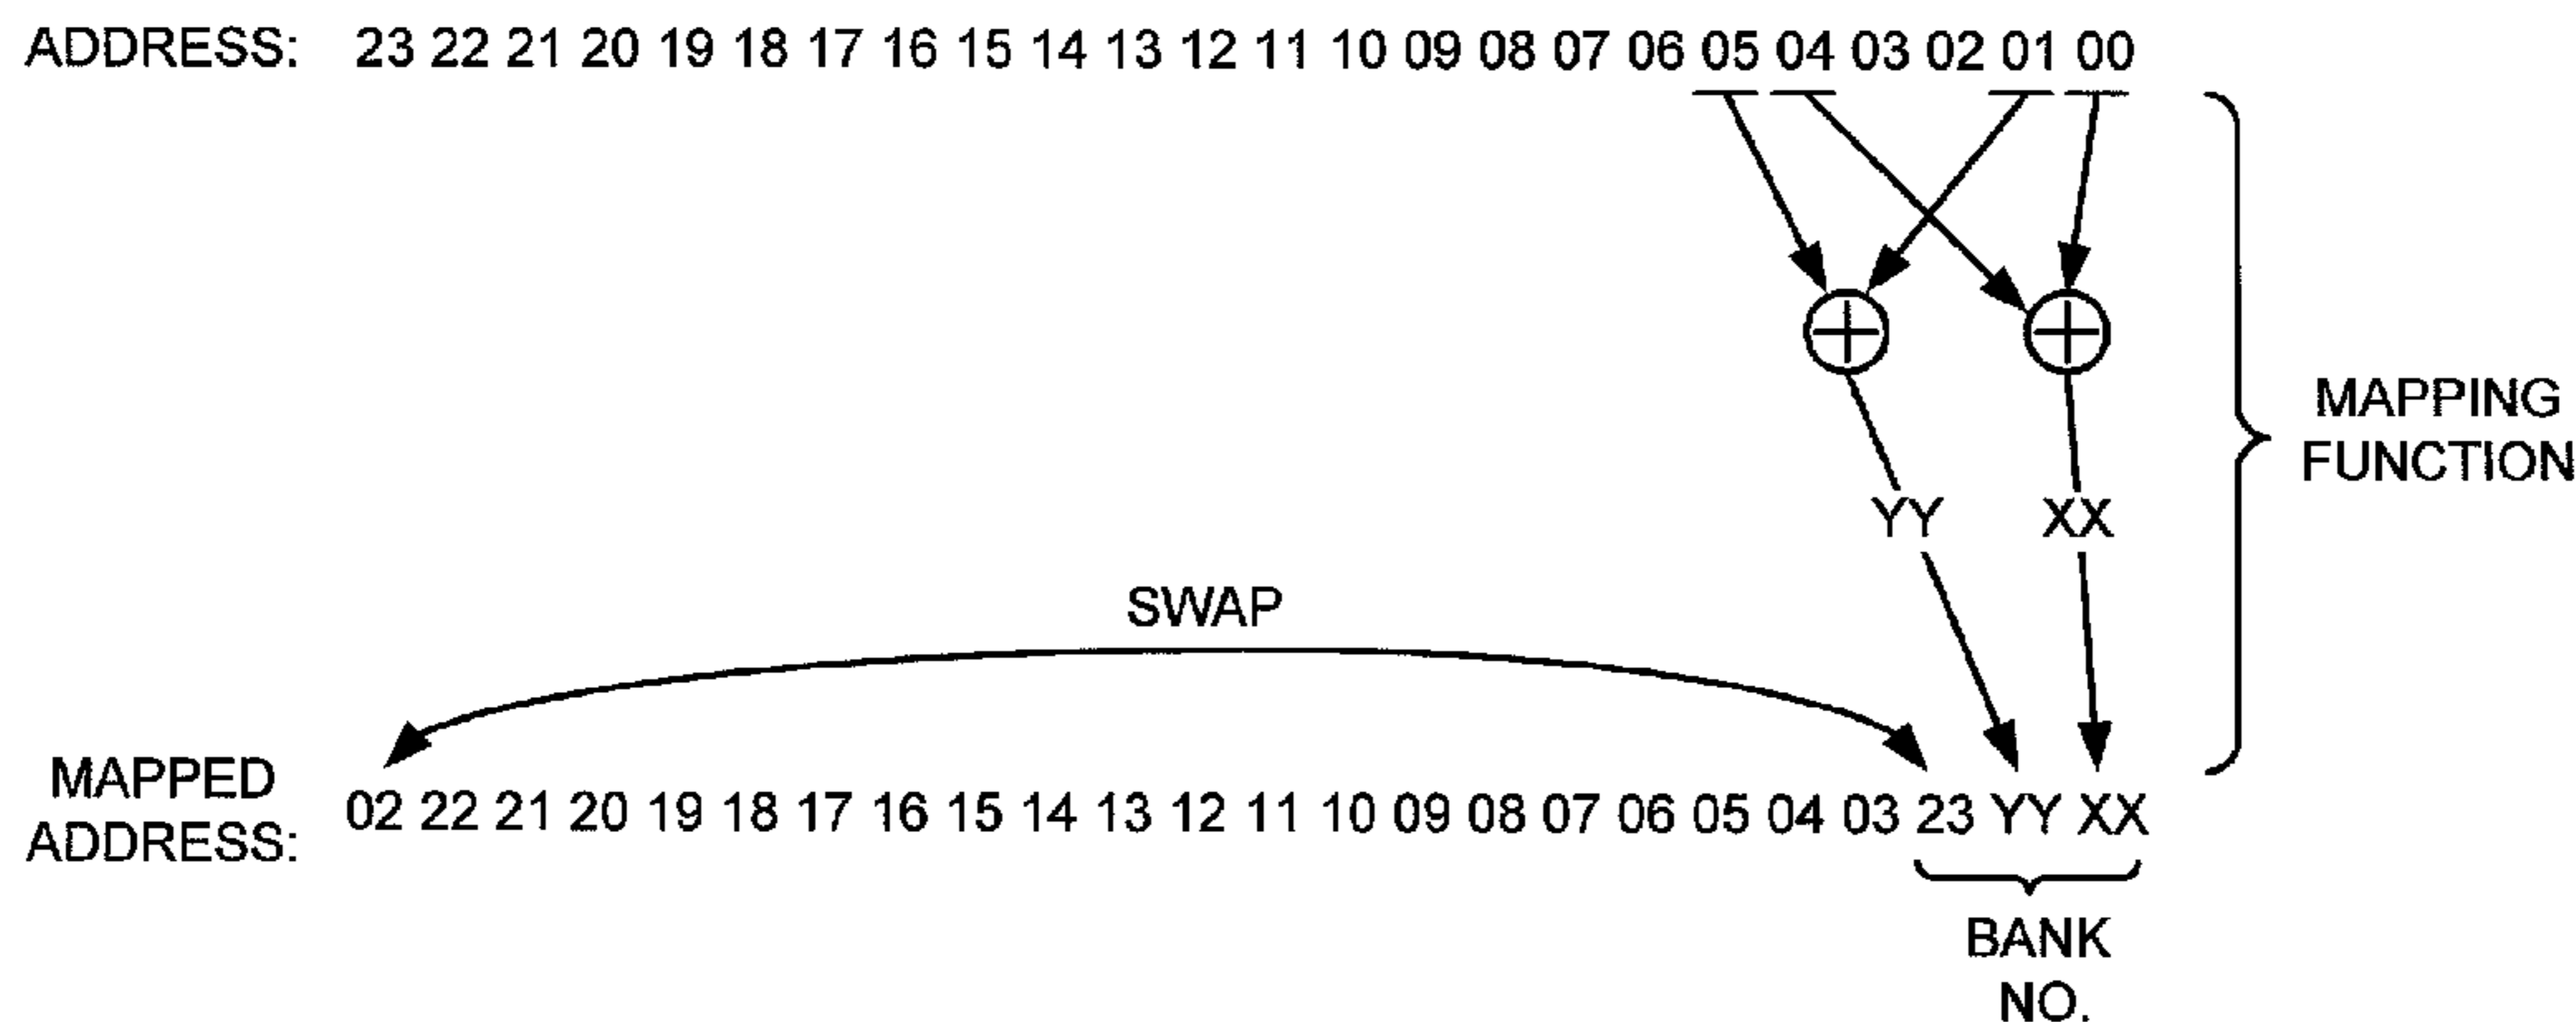 ADDRESS: 23 22 21 20 19 18 17 16 15 14 13 12 11 10 09 08 07 06 05 04 03 02 01 00
MAPPING
FUNCTION
YY XX
SWAP
MAPPED
ADDRESS:
02 22 21 20 19 18 17 16 15 14 13 12 11 10 09 08 07 06 05 04 03 23 YY XX
BANK
NO.